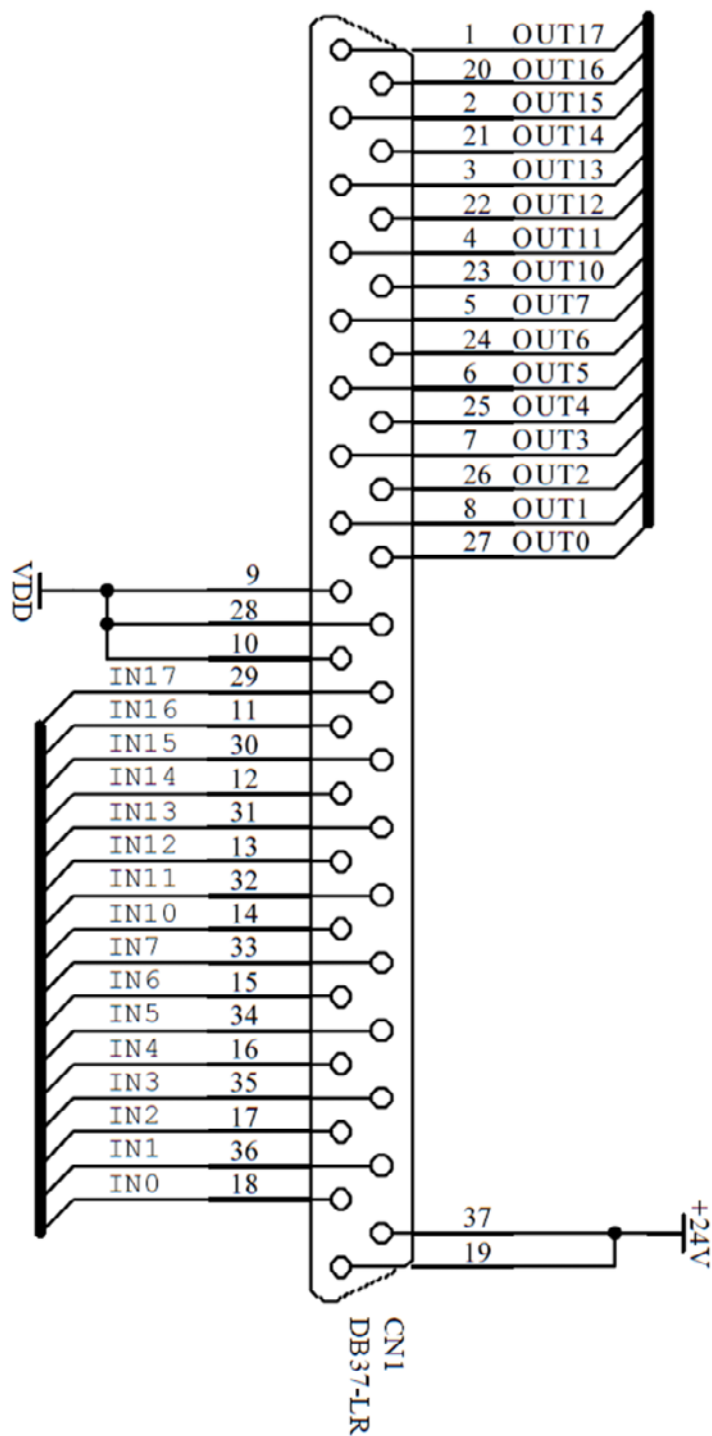 1 OUT17
20 OUT16
2 OUT15
21 OUT14
3 OUT13
22 OUT12
4 OUT11
23 OUT10
5 OUT7
24 OUT6
6 OUT5
25 OUT4
7 OUT3
26 OUT2
8 OUT1
27 OUT0
VDD
9
28
10
IN17 29
IN16 11
IN15 30
IN14 12
IN13 31
IN12 13
IN11 32
IN10 14
IN7 33
IN6 15
IN5 34
IN4 16
IN3 35
IN2 17
IN1 36
IN0 18
37
19
+24V
CN1
DB37-LR